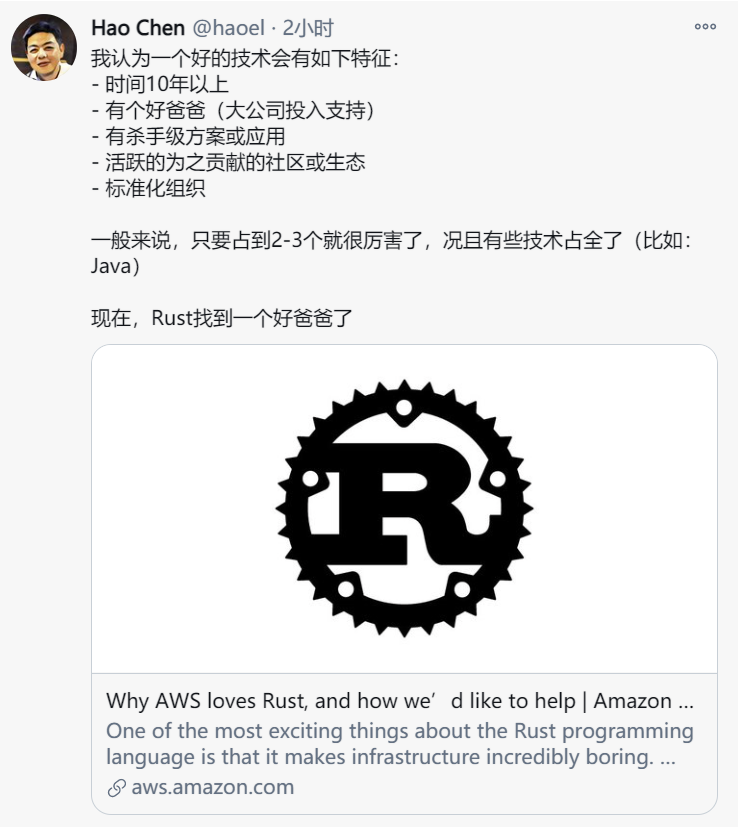 Hao Chen @haoel · 2小时
我认为一个好的技术会有如下特征：
- 时间10年以上
- 有个好爸爸（大公司投入支持）
- 有杀手级方案或应用
- 活跃的为之贡献的社区或生态
- 标准化组织
一般来说，只要占到2-3个就很厉害了，况且有些技术占全了（比如：
Java）
现在，Rust找到一个好爸爸了
R
Why AWS loves Rust, and how we’d like to help | Amazon ...
One of the most exciting things about the Rust programming
language is that it makes infrastructure incredibly boring. ...
aws.amazon.com